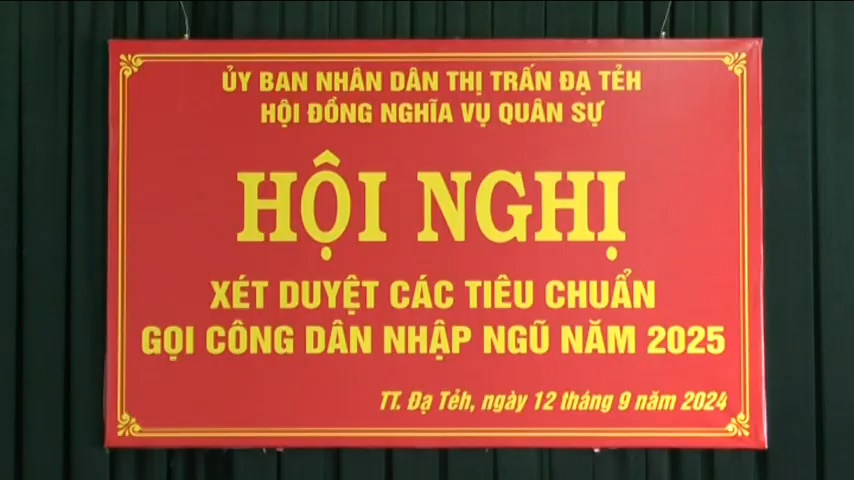 ỦY BAN NHÂN DÂN THỊ TRẤN ĐẠ TẺH
HỘI ĐỒNG NGHĨA VỤ QUÂN SỰ
HỘI NGHỊ
XÉT DUYỆT CÁC TIÊU CHUẨN
GỌI CÔNG DÂN NHẬP NGŨ NĂM 2025
TT. Đạ Tẻh, ngày 12 tháng 9 năm 2024